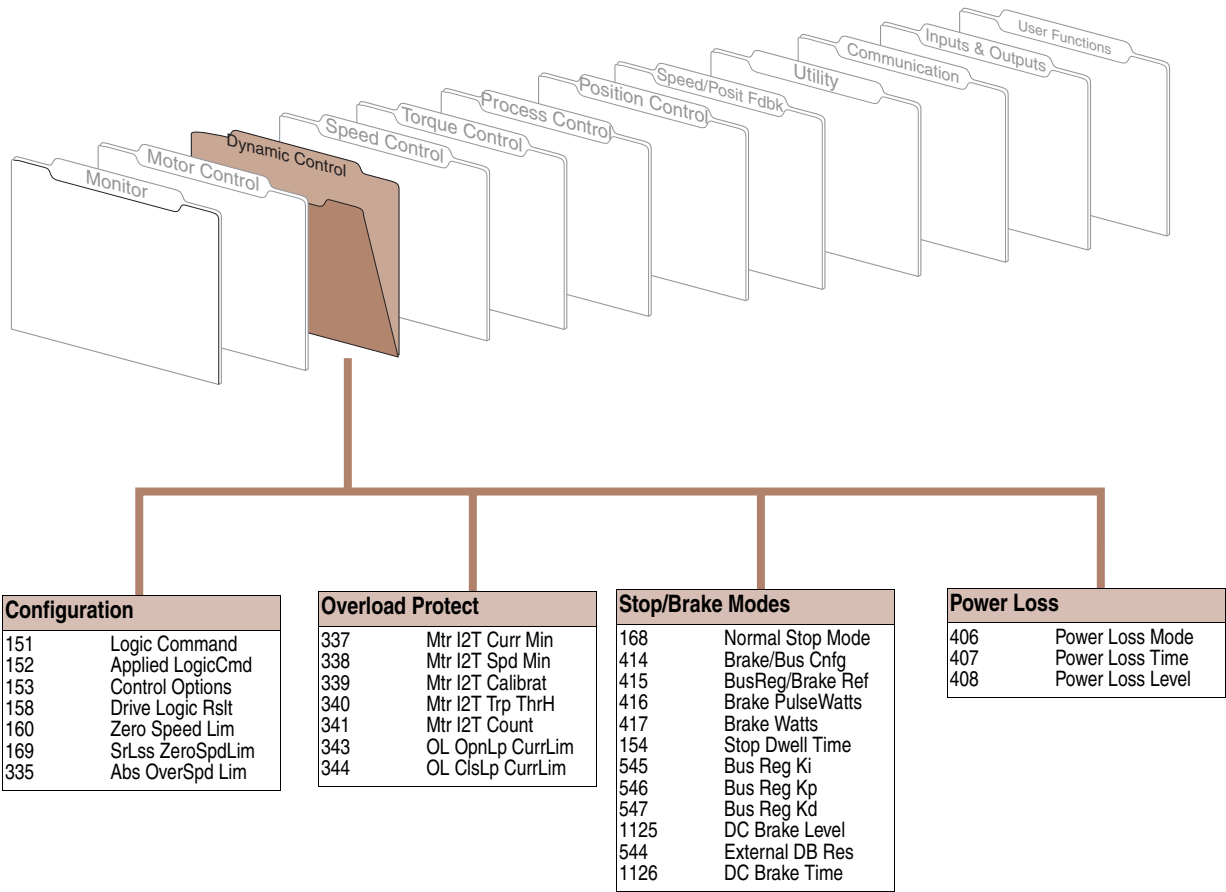 Monitor
Motor Control
Dynamic Control
Speed Control
Torque Control
Process Control
Position Control
Speed/Posit Fdbk
Utility
Communication
Inputs & Outputs
User Functions
Configuration
151 Logic Command
152 Applied LogicCmd
153 Control Options
158 Drive Logic Rslt
160 Zero Speed Lim
169 SrLss ZeroSpdLim
335 Abs OverSpd Lim
Overload Protect
337 Mtr I2T Curr Min
338 Mtr I2T Spd Min
339 Mtr I2T Calibrat
340 Mtr I2T Trp ThrH
341 Mtr I2T Count
343 OL OpnLp CurrLim
344 OL ClsLp CurrLim
Stop/Brake Modes
168 Normal Stop Mode
414 Brake/Bus Cnfg
415 BusReg/Brake Ref
416 Brake PulseWatts
417 Brake Watts
154 Stop Dwell Time
545 Bus Reg Ki
546 Bus Reg Kp
547 Bus Reg Kd
1125 DC Brake Level
544 External DB Res
1126 DC Brake Time
Power Loss
406 Power Loss Mode
407 Power Loss Time
408 Power Loss Level